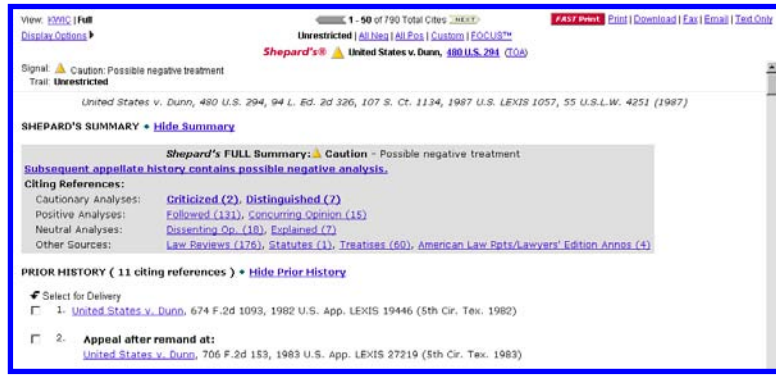 View: KWIC | Full
1 - 50 of 790 Total Cites NEXT
FAST Print Print | Download | Fax | Email | Text Only
Display Options
Unrestricted | All Neg | All Pos | Custom | FOCUS™
Shepard's® United States v. Dunn, 480 U.S. 294 (TOA)
Signal: Caution: Possible negative treatment
Trail: Unrestricted
United States v. Dunn, 480 U.S. 294, 94 L. Ed. 2d 326, 107 S. Ct. 1134, 1987 U.S. LEXIS 1057, 55 U.S.L.W. 4251 (1987)
SHEPARD'S SUMMARY Hide Summary
Shepard's FULL Summary: Caution - Possible negative treatment
Subsequent appellate history contains possible negative analysis.
Citing References:
Cautionary Analyses: Criticized (2), Distinguished (7)
Positive Analyses: Followed (131), Concurring Opinion (15)
Neutral Analyses: Dissenting Op. (18), Explained (7)
Other Sources: Law Reviews (176), Statutes (1), Treatises (60), American Law Rpts/Lawyers' Edition Annos (4)
PRIOR HISTORY ( 11 citing references ) Hide Prior History
Select for Delivery
1. United States v. Dunn, 674 F.2d 1093, 1982 U.S. App. LEXIS 19446 (5th Cir. Tex. 1982)
2. Appeal after remand at:
United States v. Dunn, 706 F.2d 153, 1983 U.S. App. LEXIS 27219 (5th Cir. Tex. 1983)